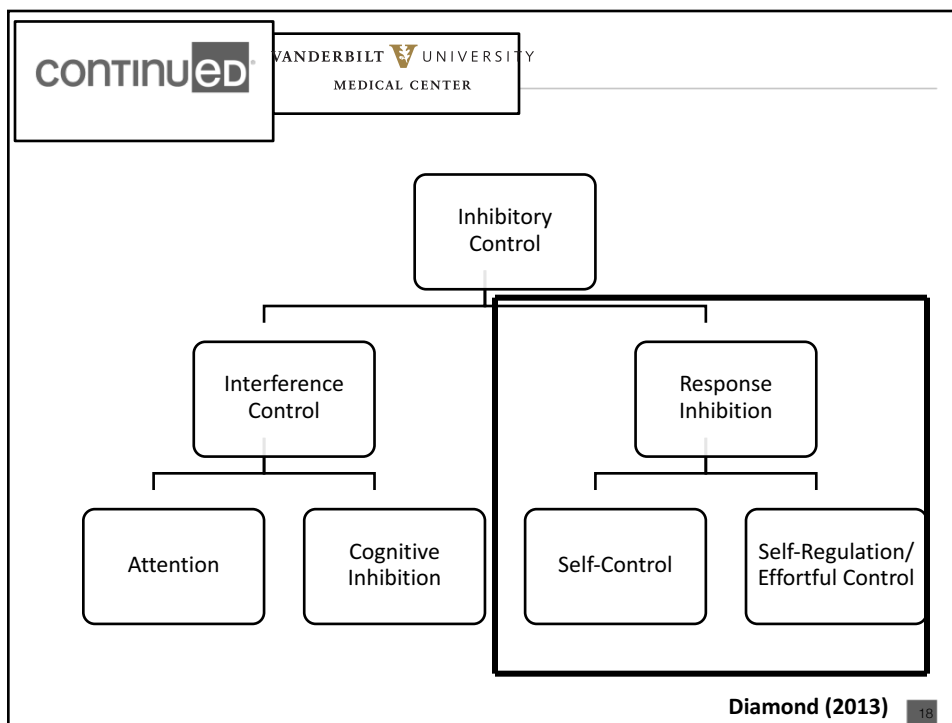 continueD
VANDERBILT UNIVERSITY
MEDICAL CENTER
Inhibitory
Control
Interference
Control
Response
Inhibition
Attention
Cognitive
Inhibition
Self-Control
Self-Regulation/
Effortful Control
Diamond (2013)
18